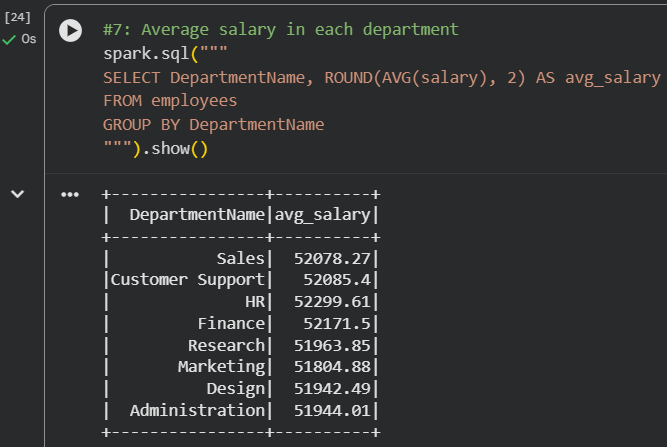 [24]
0s
#7: Average salary in each department
spark.sql("""
SELECT DepartmentName, ROUND(AVG(salary), 2) AS avg_salary
FROM employees
GROUP BY DepartmentName
""").show()
+----------------+----------+
|  DepartmentName|avg_salary|
+----------------+----------+
|           Sales|  52078.27|
|Customer Support|   52085.4|
|              HR|  52299.61|
|         Finance|   52171.5|
|        Research|  51963.85|
|       Marketing|  51804.88|
|          Design|  51942.49|
|  Administration|  51944.01|
+----------------+----------+